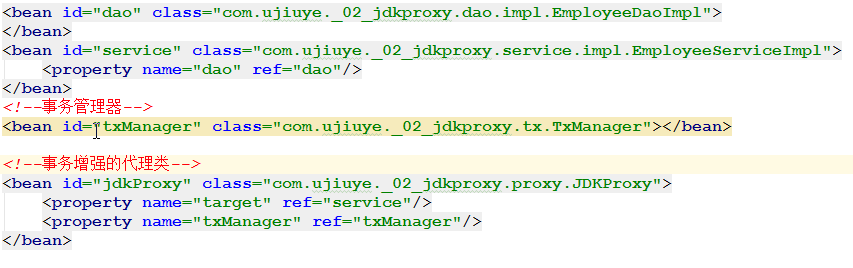 <bean id="dao" class="com.ujiuye._02_jdkproxy.dao.impl.EmployeeDaoImpl">
</bean>
<bean id="service" class="com.ujiuye._02_jdkproxy.service.impl.EmployeeServiceImpl">
    <property name="dao" ref="dao"/>
</bean>
<!--事务管理器-->
<bean id="txManager" class="com.ujiuye._02_jdkproxy.tx.TxManager"></bean>
<!--事务增强的代理类-->
<bean id="jdkProxy" class="com.ujiuye._02_jdkproxy.proxy.JDKProxy">
    <property name="target" ref="service"/>
    <property name="txManager" ref="txManager"/>
</bean>